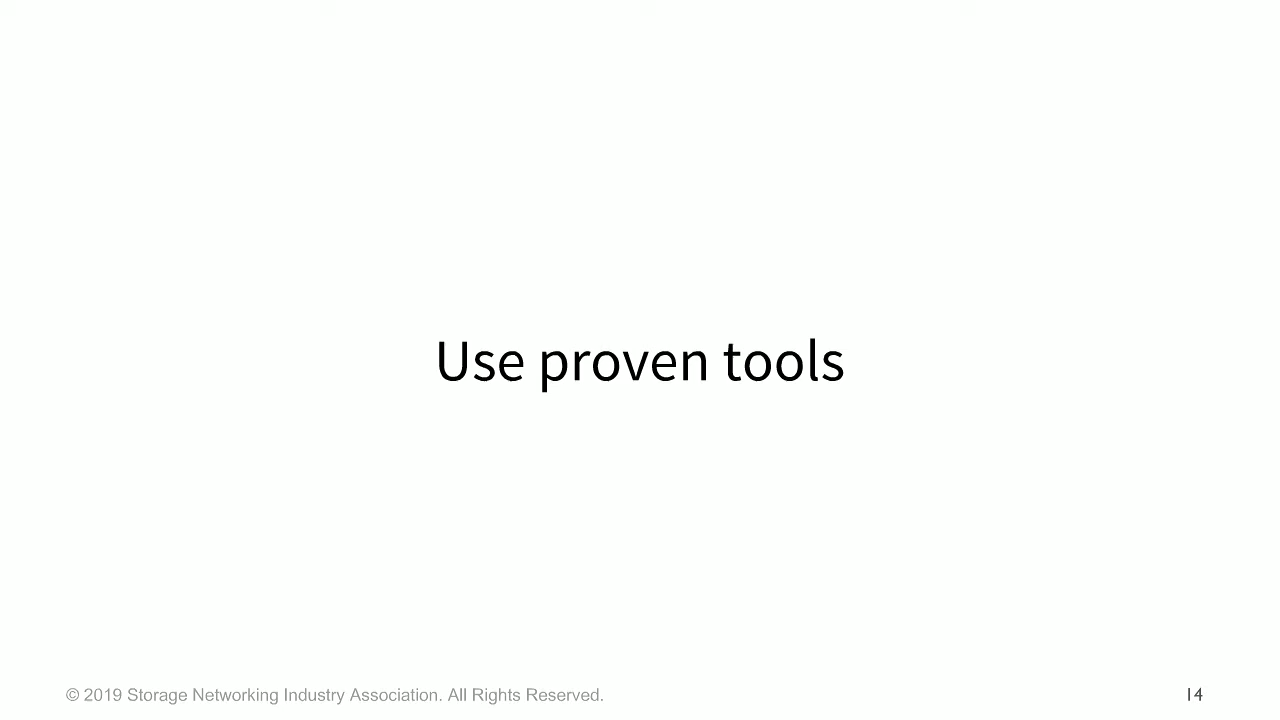 Use proven tools
© 2019 Storage Networking Industry Association. All Rights Reserved.
14